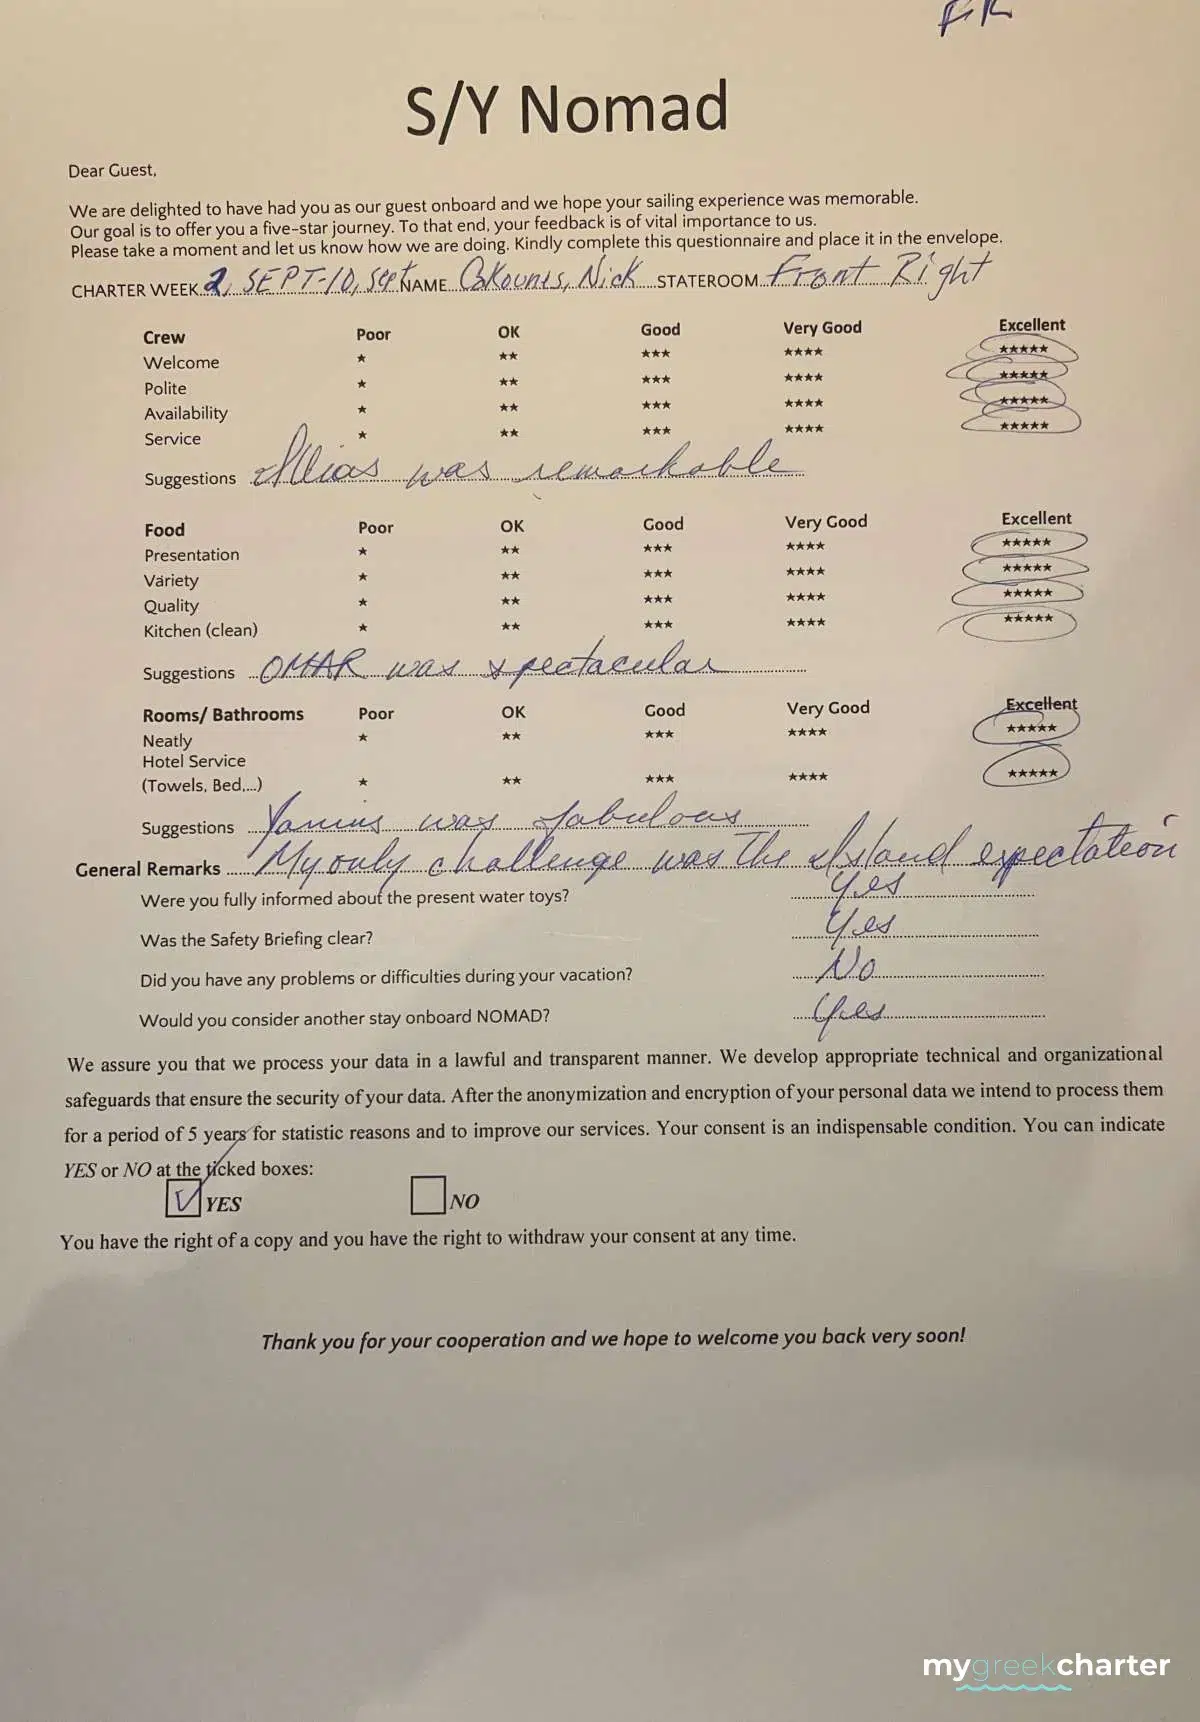 FR
S/Y Nomad
Dear Guest,
We are delighted to have had you as our guest onboard and we hope your sailing experience was memorable.
Our goal is to offer you a five-star journey. To that end, your feedback is of vital importance to us.
Please take a moment and let us know how we are doing. Kindly complete this questionnaire and place it in the envelope.
CHARTER WEEK 2, SEPT-10, Sept NAME Cokounes, Nick STATEROOM Front Right
Crew Poor OK Good Very Good Excellent
Welcome ★ ★★ ★★★ ★★★★ ★★★★★
Polite ★ ★★ ★★★ ★★★★ ★★★★★
Availability ★ ★★ ★★★ ★★★★ ★★★★★
Service ★ ★★ ★★★ ★★★★ ★★★★★
Suggestions Illias was remarkable
Food Poor OK Good Very Good Excellent
Presentation ★ ★★ ★★★ ★★★★ ★★★★★
Variety ★ ★★ ★★★ ★★★★ ★★★★★
Quality ★ ★★ ★★★ ★★★★ ★★★★★
Kitchen (clean) ★ ★★ ★★★ ★★★★ ★★★★★
Suggestions OMAR was spectacular
Rooms/ Bathrooms Poor OK Good Very Good Excellent
Neatly ★ ★★ ★★★ ★★★★ ★★★★★
Hotel Service
(Towels, Bed,...) ★ ★★ ★★★ ★★★★ ★★★★★
Suggestions Yannis was fabulous
General Remarks My only challenge was the Island expectation
Were you fully informed about the present water toys? Yes
Was the Safety Briefing clear? Yes
Did you have any problems or difficulties during your vacation? No
Would you consider another stay onboard NOMAD? Yes
We assure you that we process your data in a lawful and transparent manner. We develop appropriate technical and organizational
safeguards that ensure the security of your data. After the anonymization and encryption of your personal data we intend to process them
for a period of 5 years for statistic reasons and to improve our services. Your consent is an indispensable condition. You can indicate
YES or NO at the ticked boxes:
YES NO
You have the right of a copy and you have the right to withdraw your consent at any time.
Thank you for your cooperation and we hope to welcome you back very soon!
mygreekcharter